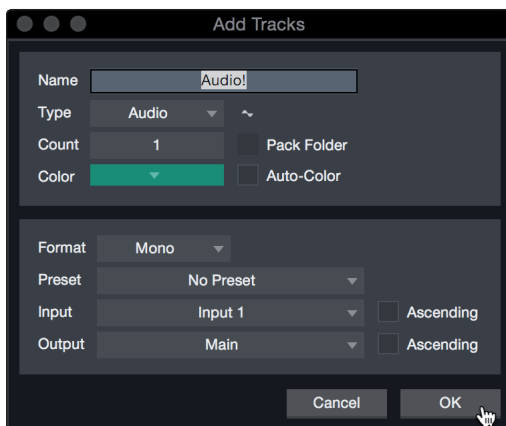 Add Tracks
Name Audio!
Type Audio
Count 1 Pack Folder
Color Auto-Color
Format Mono
Preset No Preset
Input Input 1 Ascending
Output Main Ascending
Cancel OK